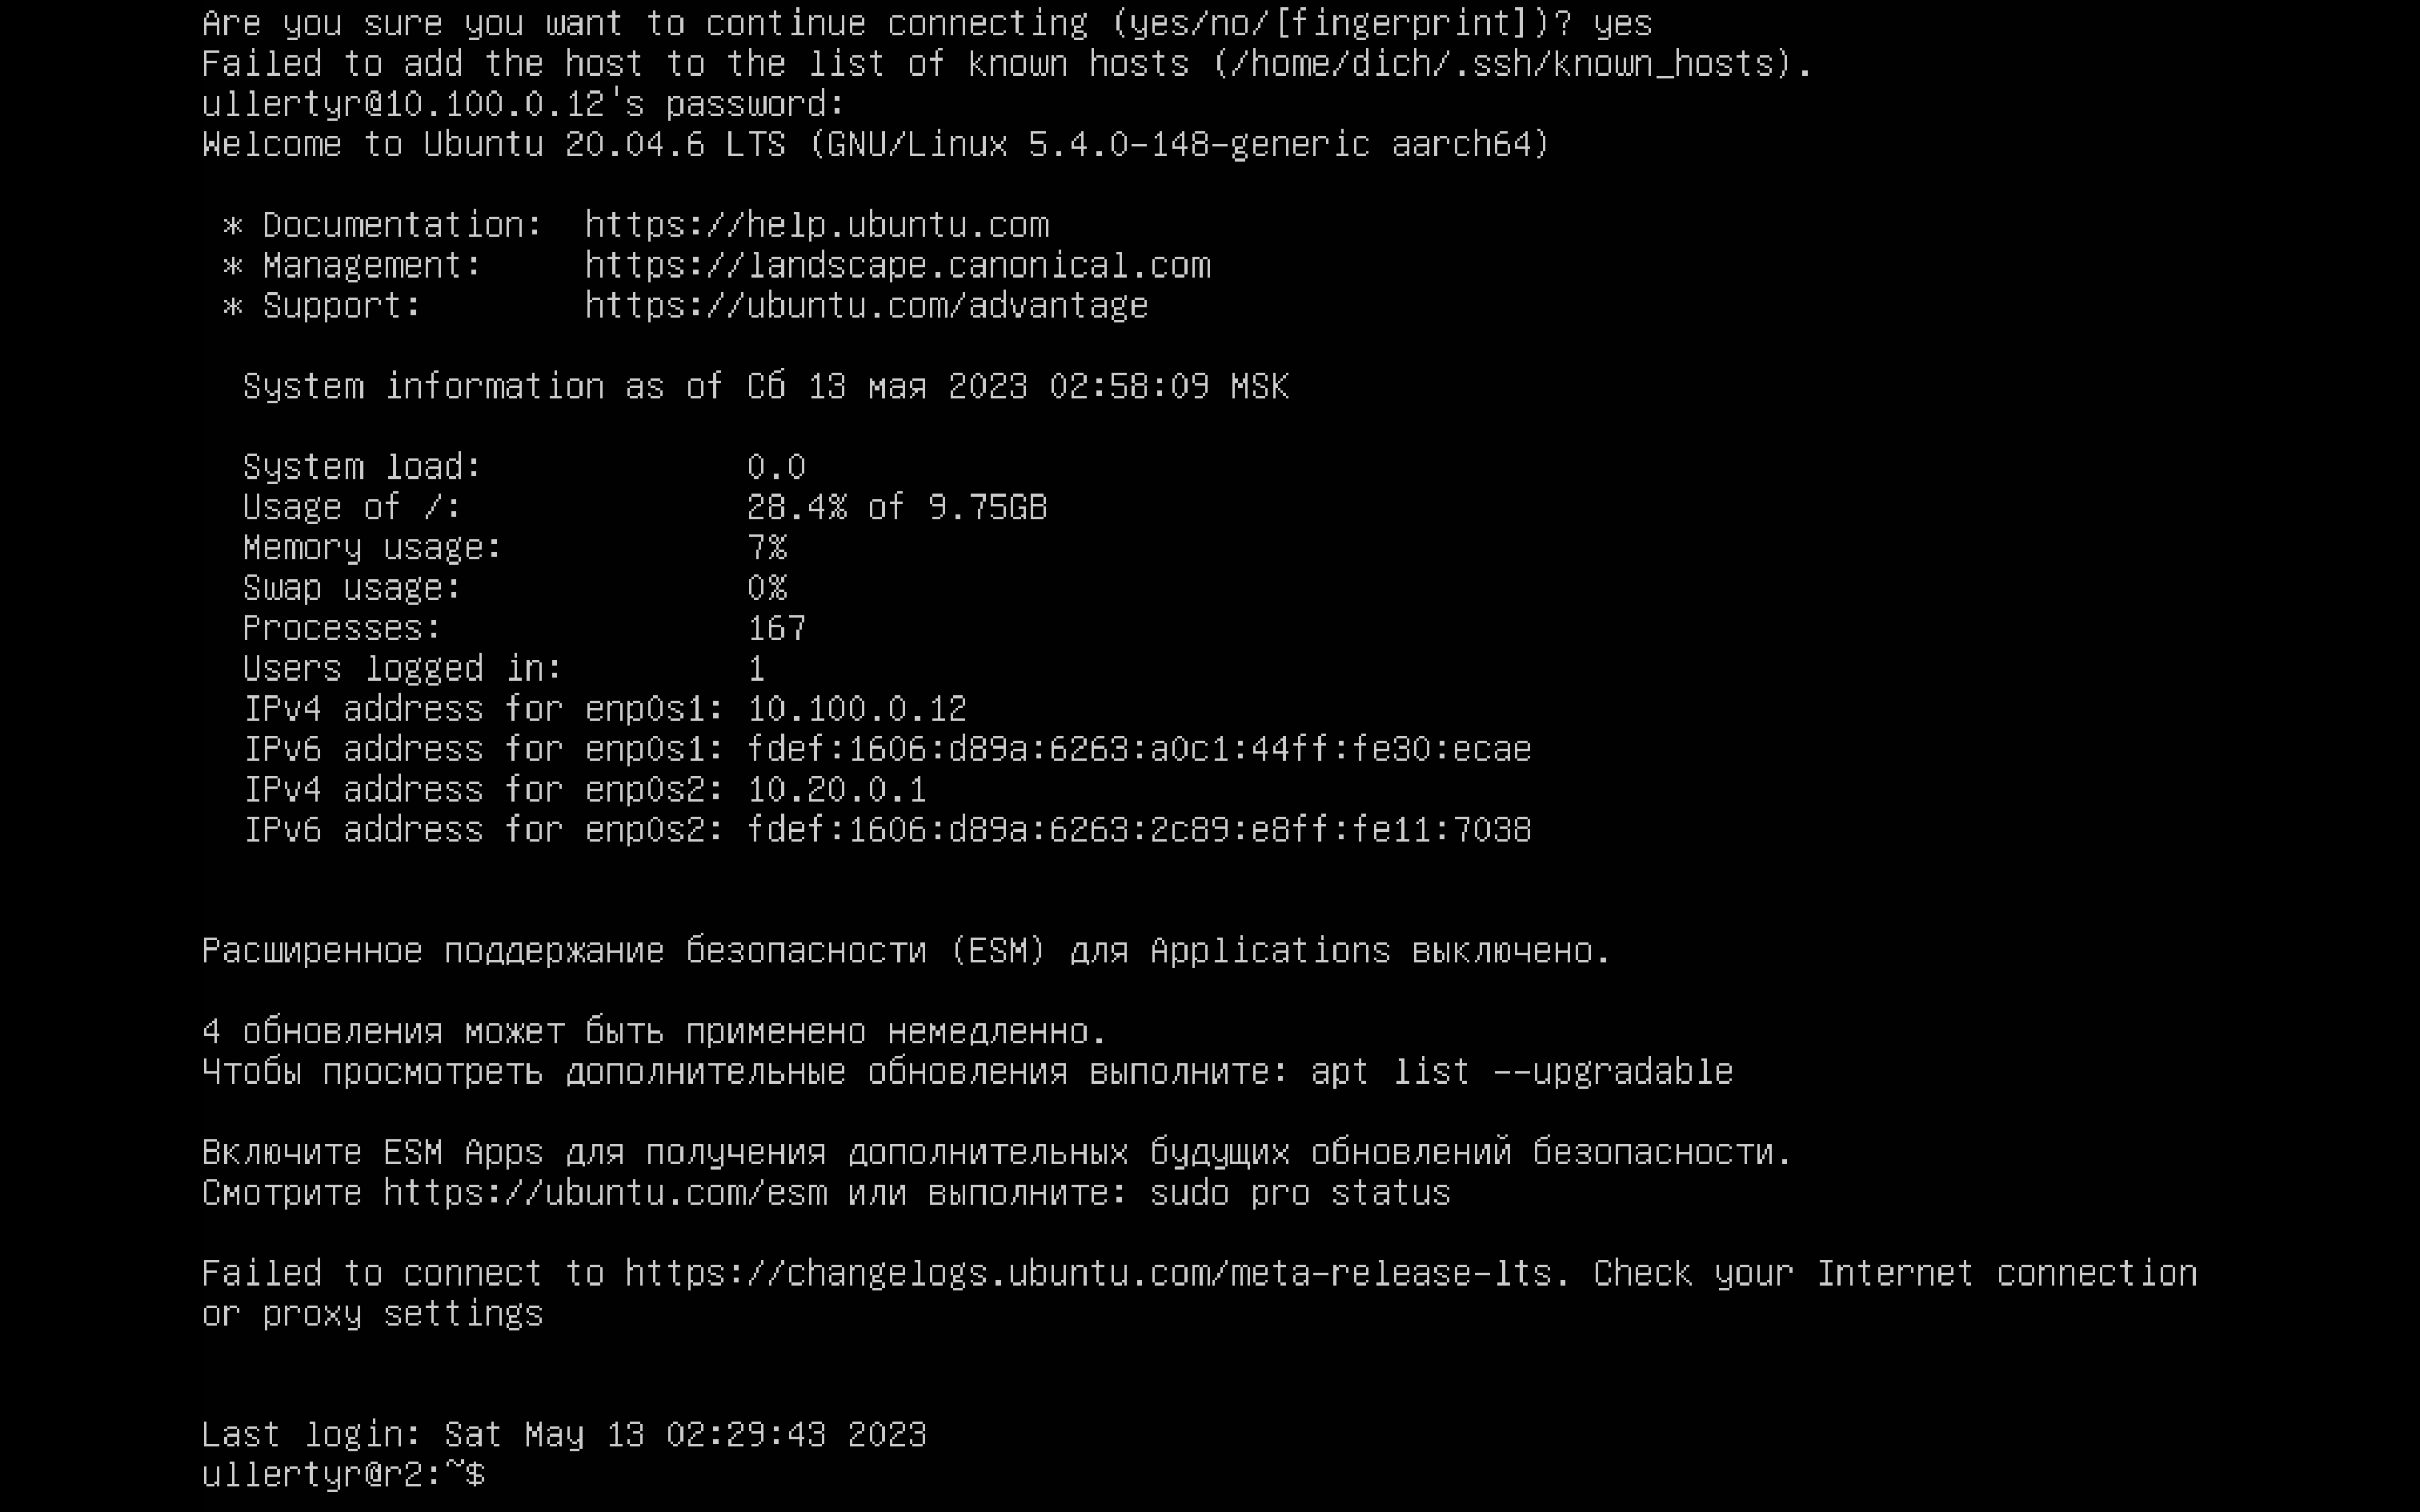 Are you sure you want to continue connecting (yes/no/[fingerprint])? yes
Failed to add the host to the list of known hosts (/home/dich/.ssh/known_hosts).
ullertyr@10.100.0.12's password:
Welcome to Ubuntu 20.04.6 LTS (GNU/Linux 5.4.0-148-generic aarch64)
* Documentation:  https://help.ubuntu.com
* Management:     https://landscape.canonical.com
* Support:        https://ubuntu.com/advantage
System information as of Сб 13 мая 2023 02:58:09 MSK
System load:             0.0
Usage of /:              28.4% of 9.75GB
Memory usage:            7%
Swap usage:              0%
Processes:               167
Users logged in:         1
IPv4 address for enp0s1: 10.100.0.12
IPv6 address for enp0s1: fdef:1606:d89a:6263:a0c1:44ff:fe30:ecae
IPv4 address for enp0s2: 10.20.0.1
IPv6 address for enp0s2: fdef:1606:d89a:6263:2c89:e8ff:fe11:7038
Расширенное поддержание безопасности (ESM) для Applications выключено.
4 обновления может быть применено немедленно.
Чтобы просмотреть дополнительные обновления выполните: apt list --upgradable
Включите ESM Apps для получения дополнительных будущих обновлений безопасности.
Смотрите https://ubuntu.com/esm или выполните: sudo pro status
Failed to connect to https://changelogs.ubuntu.com/meta-release-lts. Check your Internet connection
or proxy settings
Last login: Sat May 13 02:29:43 2023
ullertyr@r2:~$